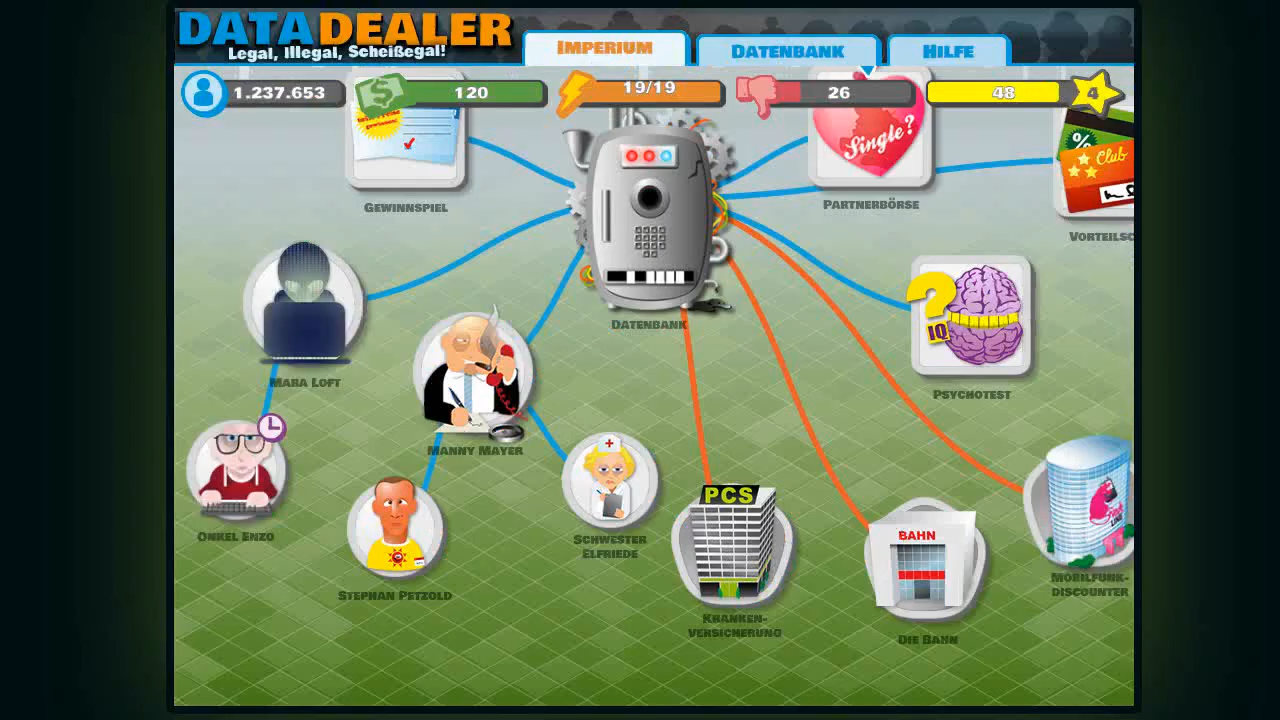 DATADEALER
Legal, Illegal, Scheißegal!
IMPERIUM
DATENBANK
HILFE
1.237.653
120
19/19
26
48
4
Single?
%
Club
GEWINNSPIEL
PARTNERBÖRSE
VORTEILSC
DATENBANK
IQ
MARA LOFT
PSYCHOTEST
MANNY MAYER
ONKEL ENZO
PCS
SCHWESTER
ELFRIEDE
BAHN
STEPHAN PETZOLD
MOBILFUNK-
DISCOUNTER
KRANKEN-
VERSICHERUNG
DIE BAHN